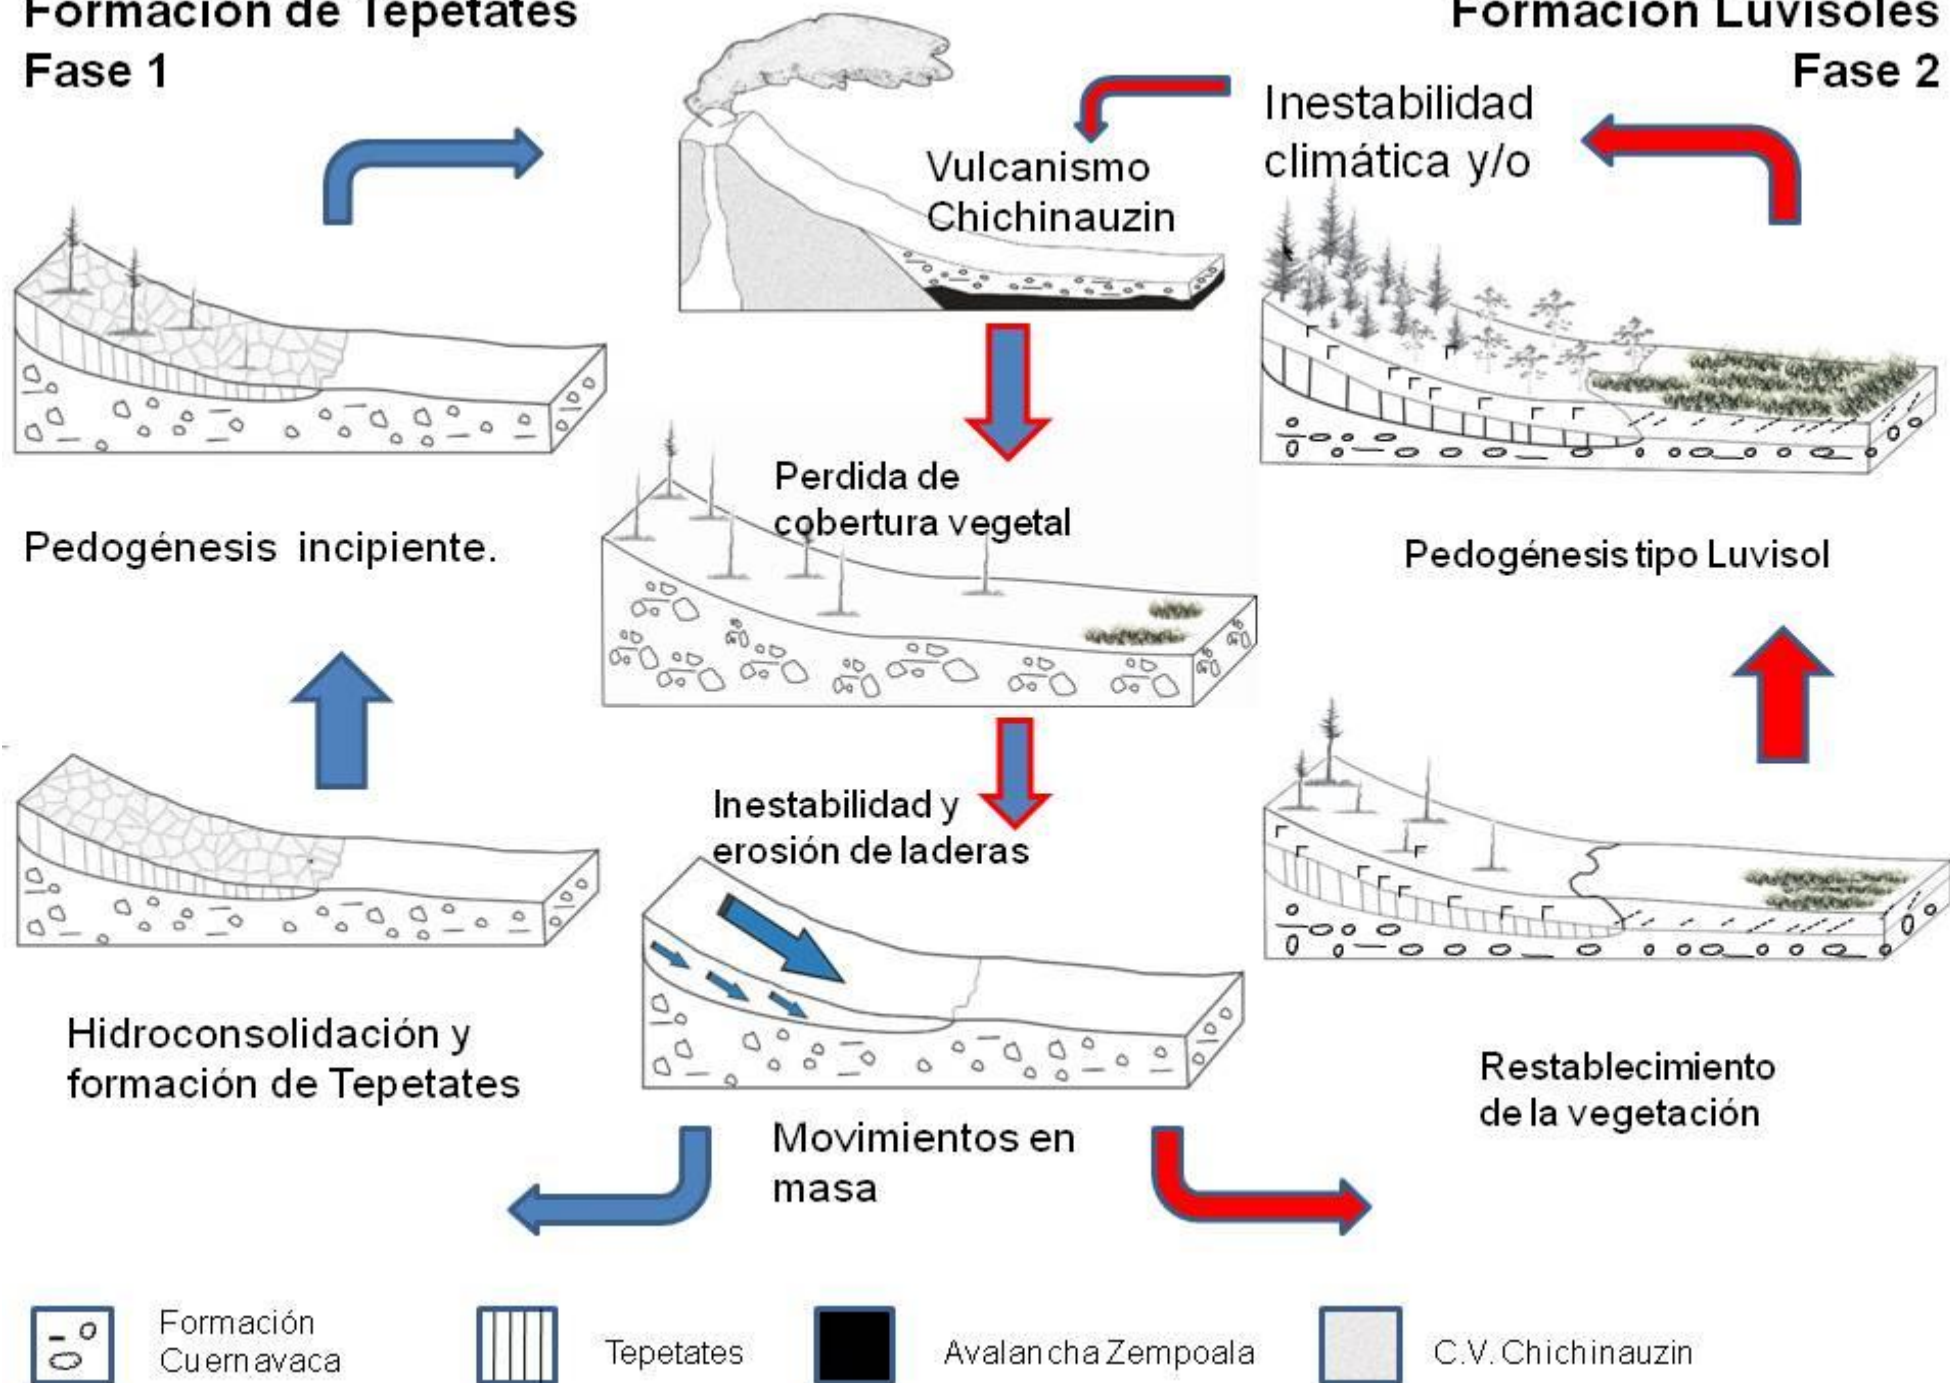 Formación de Tepetates
Fase 1
Formación Luvisoles
Fase 2
Inestabilidad
climática y/o
Vulcanismo
Chichinauzin
Perdida de
cobertura vegetal
Pedogénesis incipiente.
Pedogénesis tipo Luvisol
Inestabilidad y
erosión de laderas
Hidroconsolidación y
formación de Tepetates
Restablecimiento
de la vegetación
Movimientos en
masa
Formación
Cuernavaca
Tepetates
Avalancha Zempoala
C.V. Chichinauzin